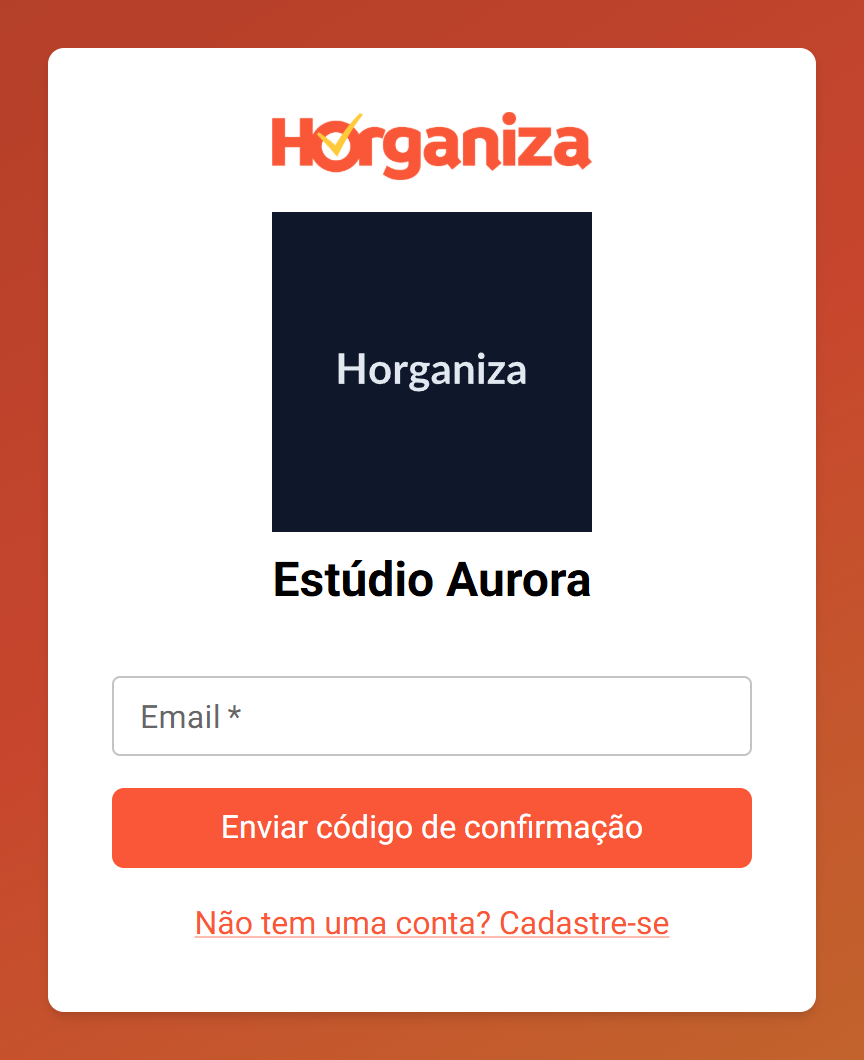 Horganiza
Horganiza
Estúdio Aurora
Email *
Enviar código de confirmação
Não tem uma conta? Cadastre-se